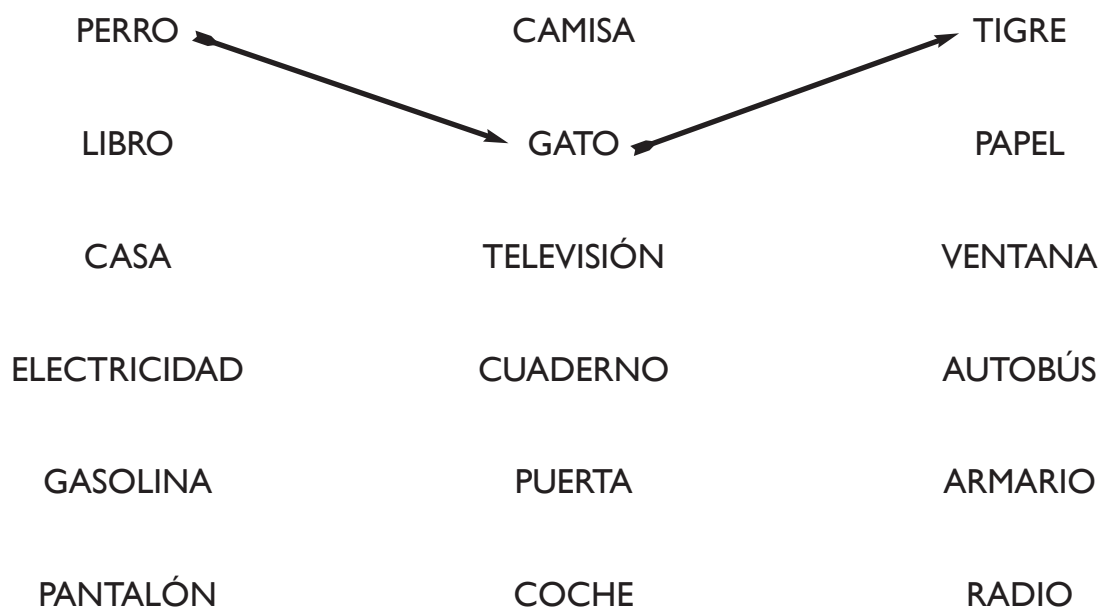 PERRO CAMISA TIGRE
LIBRO GATO PAPEL
CASA TELEVISIÓN VENTANA
ELECTRICIDAD CUADERNO AUTOBÚS
GASOLINA PUERTA ARMARIO
PANTALÓN COCHE RADIO